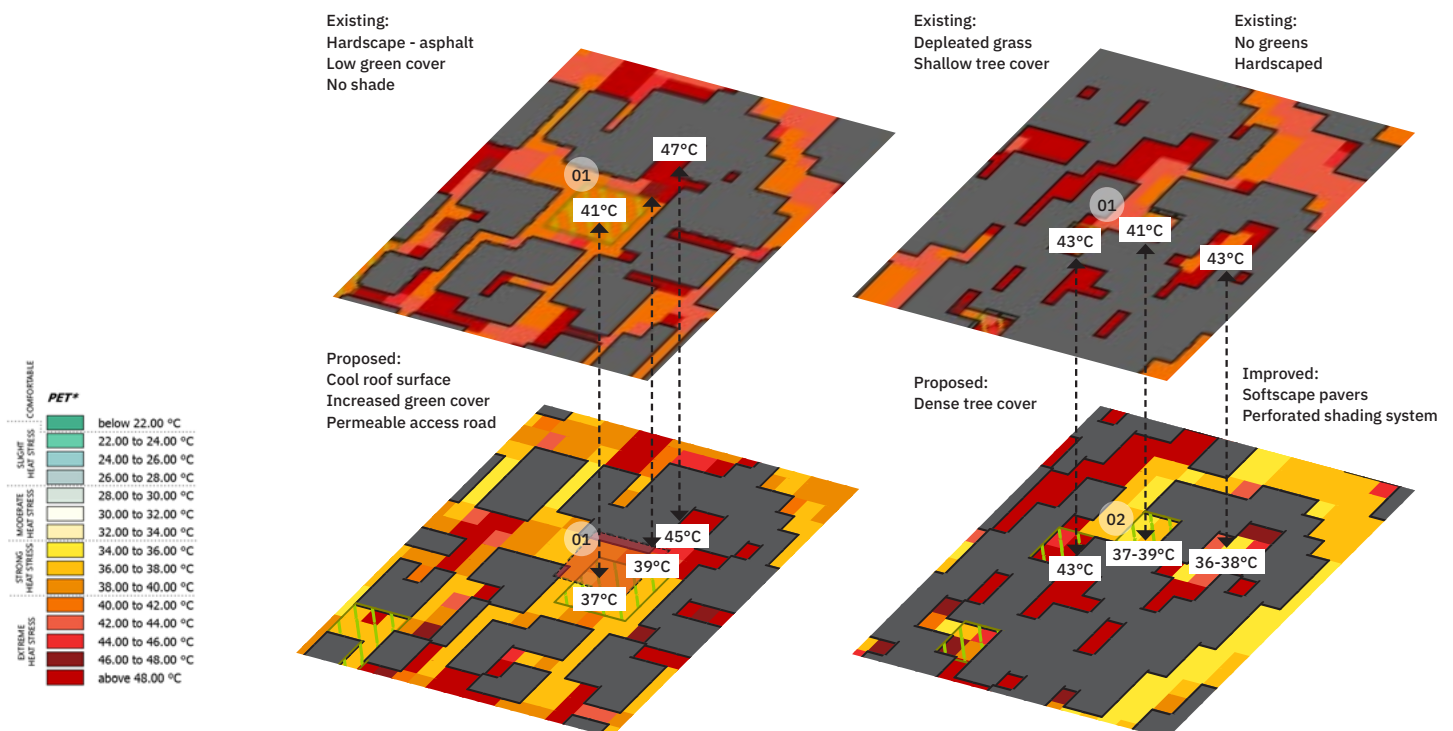 Existing:
Hardscape - asphalt
Low green cover
No shade
Existing:
Depleated grass
Shallow tree cover
Existing:
No greens
Hardscaped
47°C
01
41°C
01
41°C
43°C
43°C
Proposed:
Cool roof surface
Increased green cover
Permeable access road
Proposed:
Dense tree cover
Improved:
Softscape pavers
Perforated shading system
01
45°C
39°C
37°C
02
37-39°C
43°C
36-38°C
PET*
COMFORTABLE
below 22.00 °C
SLIGHT
HEAT STRESS
22.00 to 24.00 °C
24.00 to 26.00 °C
26.00 to 28.00 °C
MODERATE
HEAT STRESS
28.00 to 30.00 °C
30.00 to 32.00 °C
32.00 to 34.00 °C
STRONG
HEAT STRESS
34.00 to 36.00 °C
36.00 to 38.00 °C
38.00 to 40.00 °C
EXTREME
HEAT STRESS
40.00 to 42.00 °C
42.00 to 44.00 °C
44.00 to 46.00 °C
46.00 to 48.00 °C
above 48.00 °C